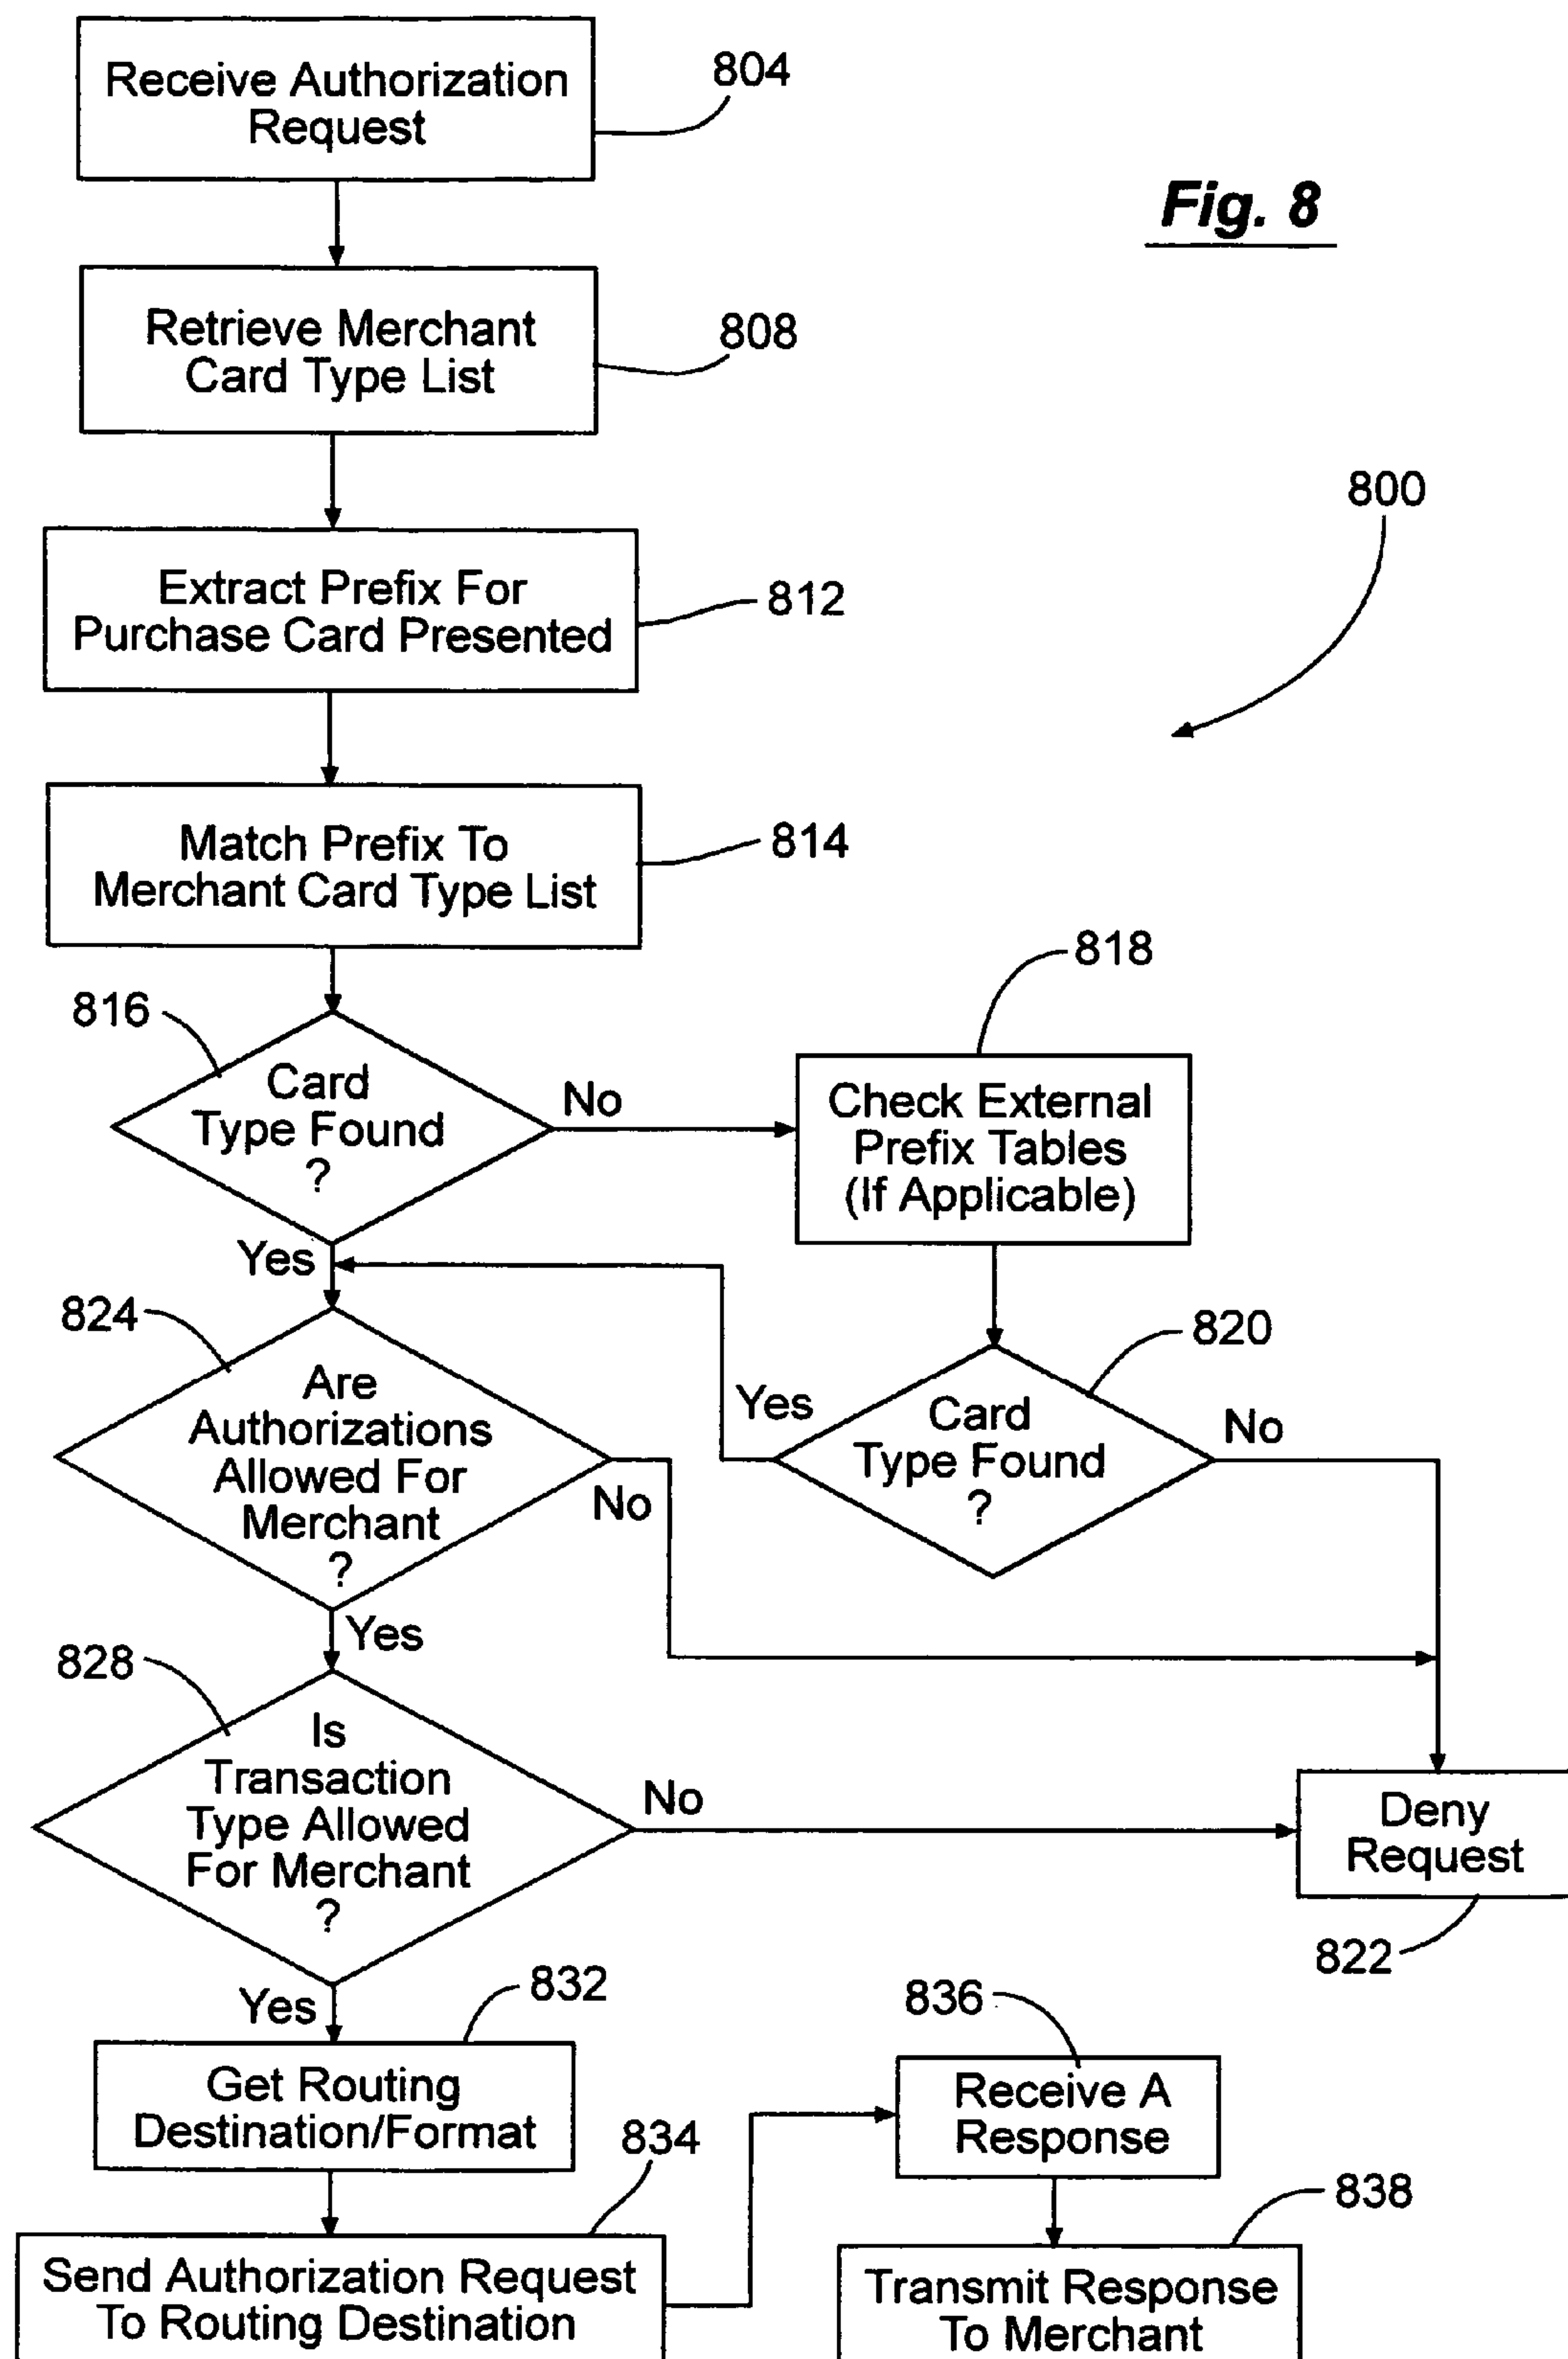 Receive Authorization
Request
804
Fig. 8
Retrieve Merchant
Card Type List
808
800
Extract Prefix For
Purchase Card Presented
812
Match Prefix To
Merchant Card Type List
814
816
Card
Type Found
?
No
Yes
818
Check External
Prefix Tables
(If Applicable)
820
Card
Type Found
?
Yes
No
824
Are
Authorizations
Allowed For
Merchant
?
No
Yes
828
Is
Transaction
Type Allowed
For Merchant
?
No
Yes
Deny
Request
822
832
Get Routing
Destination/Format
834
Send Authorization Request
To Routing Destination
836
Receive A
Response
838
Transmit Response
To Merchant